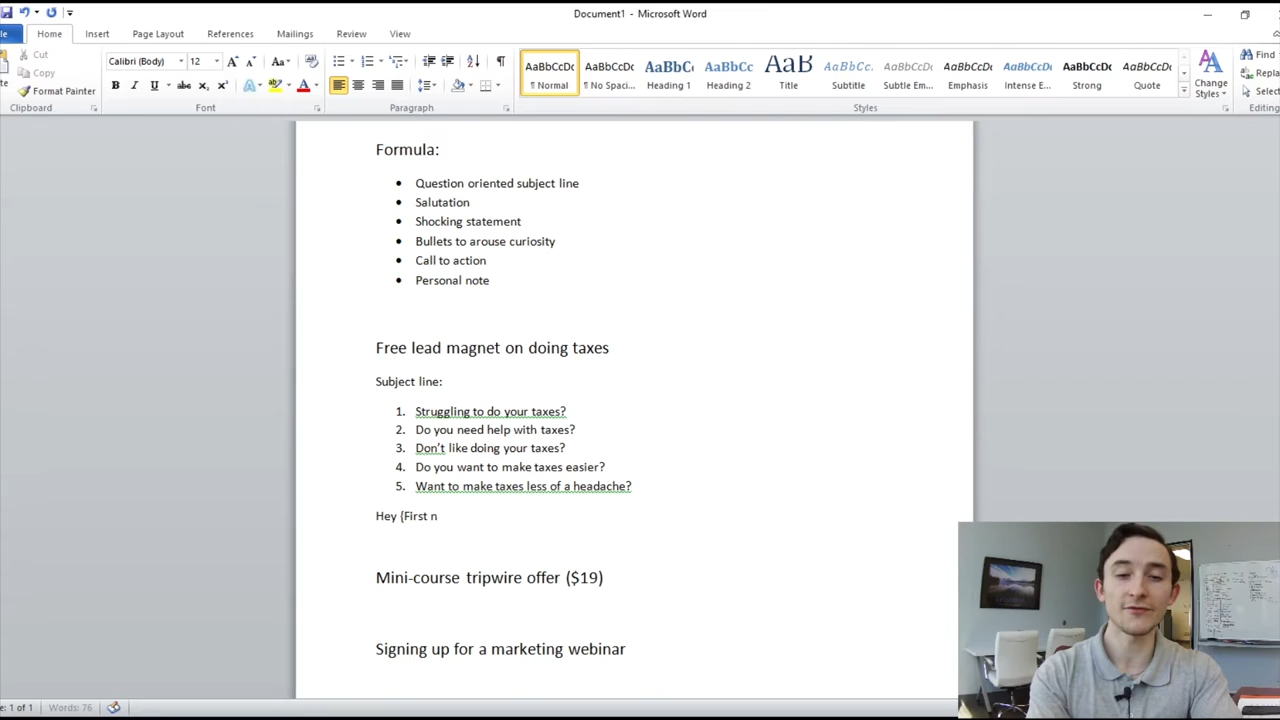 Document1 - Microsoft Word
Home Insert Page Layout References Mailings Review View
Cut
Copy
Format Painter
Clipboard
Calibri (Body) 12
Font
Paragraph
AaBbCcDc AaBbCcDc AaBbC AaBbCc AaB AaBbCc. AaBbCcDc AaBbCcDc AaBbCcDc AaBbCcDc AaBbCcDc
¶ Normal ¶ No Spaci... Heading 1 Heading 2 Title Subtitle Subtle Em... Emphasis Intense E... Strong Quote
Styles
Change Styles
Find
Repla
Select
Editing
Formula:
• Question oriented subject line
• Salutation
• Shocking statement
• Bullets to arouse curiosity
• Call to action
• Personal note
Free lead magnet on doing taxes
Subject line:
1. Struggling to do your taxes?
2. Do you need help with taxes?
3. Don’t like doing your taxes?
4. Do you want to make taxes easier?
5. Want to make taxes less of a headache?
Hey {First n
Mini-course tripwire offer ($19)
Signing up for a marketing webinar
: 1 of 1 Words: 76